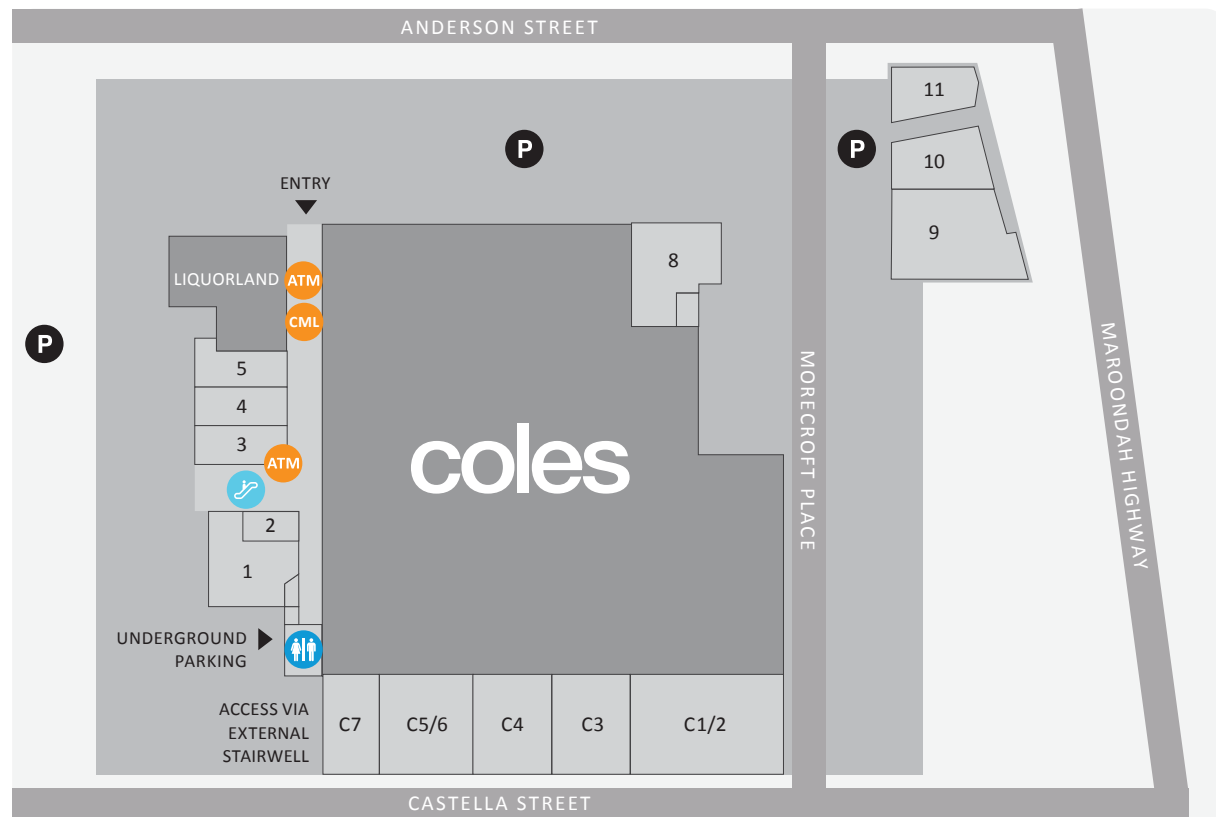 ANDERSON STREET
11
P
P
10
ENTRY
9
8
LIQUORLAND
ATM
CML
P
5
4
3
ATM
coles
MORECROFT PLACE
MAROONDAH HIGHWAY
2
1
UNDERGROUND
PARKING
ACCESS VIA
EXTERNAL
STAIRWELL
C7
C5/6
C4
C3
C1/2
CASTELLA STREET